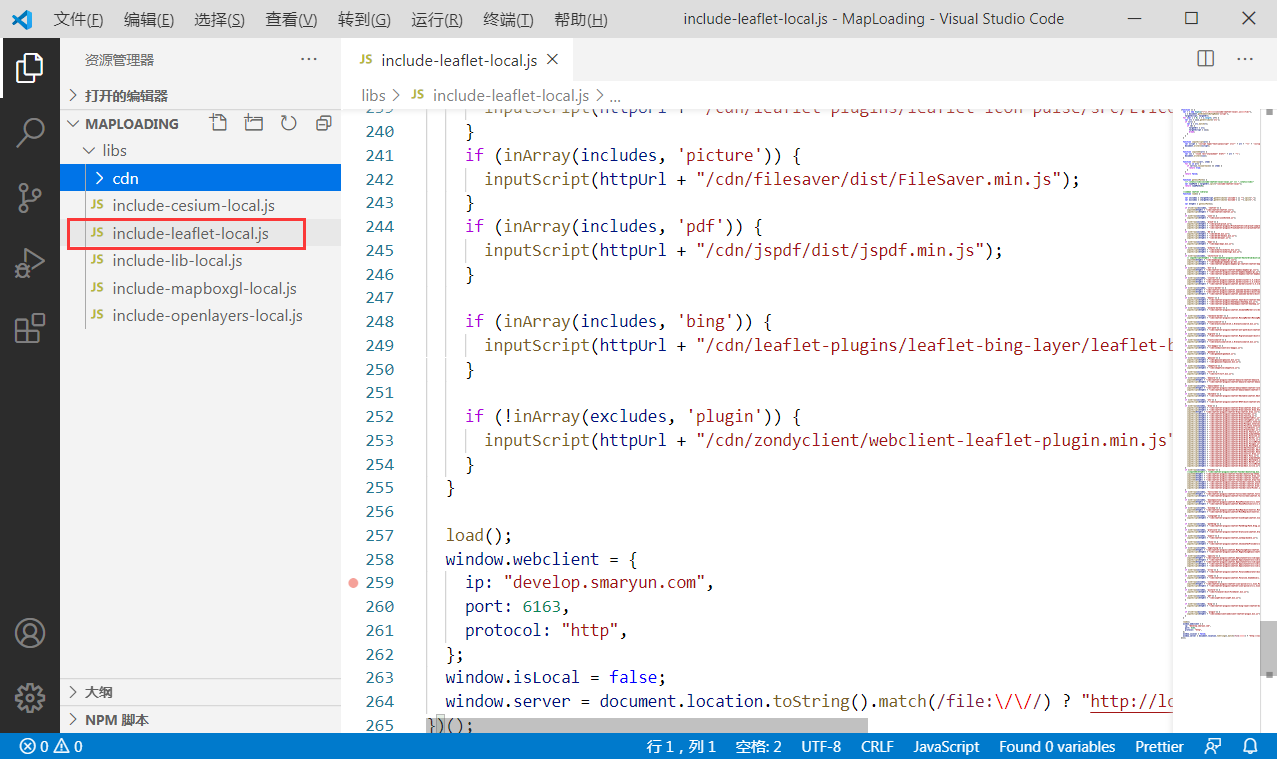 文件(F) 编辑(E) 选择(S) 查看(V) 转到(G) 运行(R) 终端(T) 帮助(H) include-leaflet-local.js - MapLoading - Visual Studio Code
资源管理器
打开的编辑器
MAPLOADING
libs
cdn
JS include-cesium-local.js
JS include-leaflet-local.js
JS include-lib-local.js
JS include-mapboxgl-local.js
JS include-openlayers-local.js
大纲
NPM 脚本
JS include-leaflet-local.js
libs > JS include-leaflet-local.js > ...
240 }
241 if (inArray(includes, 'picture')) {
242 inputScript(httpUrl + "/cdn/filesaver/dist/FileSaver.min.js");
243 }
244 if (inArray(includes, 'pdf')) {
245 inputScript(httpUrl + "/cdn/jspdf/dist/jspdf.min.js");
246 }
247
248 if (inArray(includes, 'bing')) {
249 inputScript(httpUrl + "/cdn/leaflet-plugins/leaflet-bing-layer/leaflet-b
250 }
251
252 if (inArray(includes, 'plugin')) {
253 inputScript(httpUrl + "/cdn/zondyclient/webclient-leaflet-plugin.min.js"
254 }
255 }
256
257 load();
258 window.webclient = {
259 ip: "develop.smaryun.com",
260 port: 6163,
261 protocol: "http",
262 };
263 window.isLocal = false;
264 window.server = document.location.toString().match(/file:\/\//) ? "http://lo
265 })();
0 0 行 1，列 1 空格: 2 UTF-8 CRLF JavaScript Found 0 variables Prettier